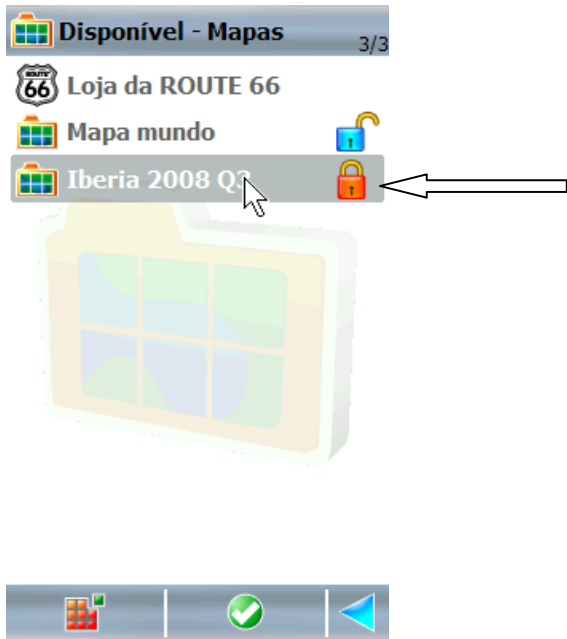 Disponível - Mapas
3/3
ROUTE
66
Loja da ROUTE 66
Mapa mundo
Iberia 2008 Q3